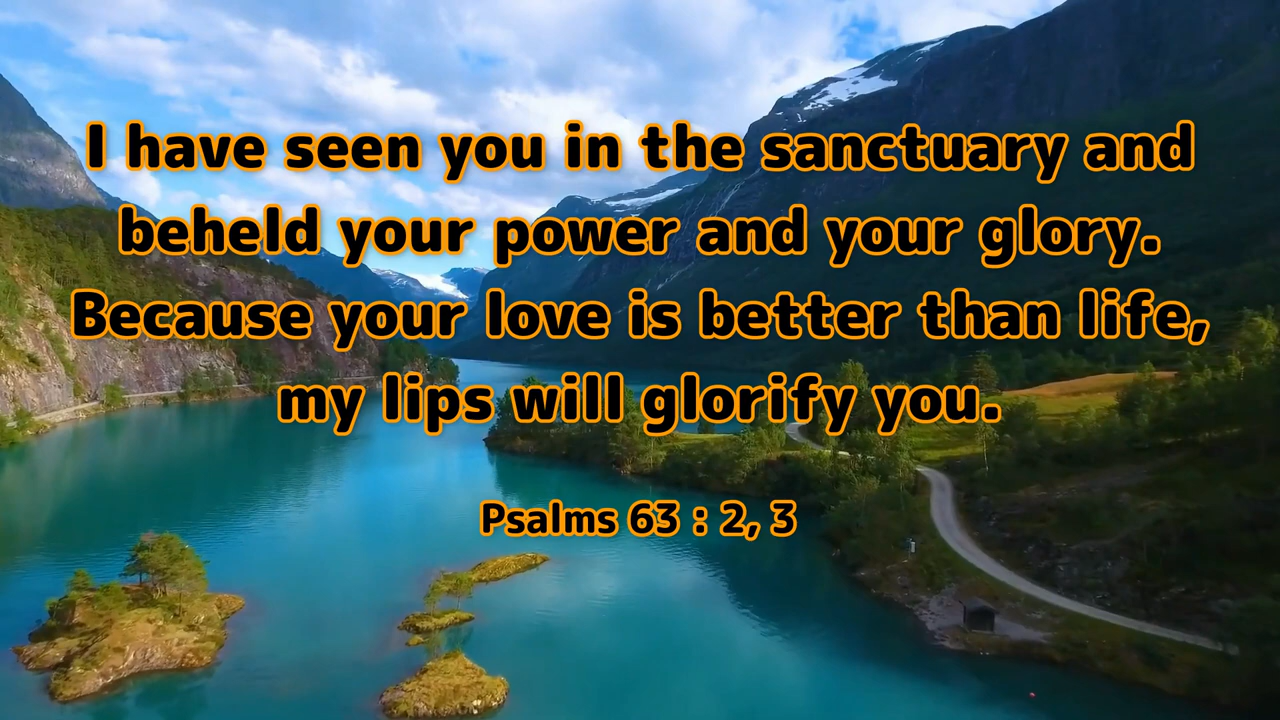 I have seen you in the sanctuary and
beheld your power and your glory.
Because your love is better than life,
my lips will glorify you.
Psalms 63 : 2, 3